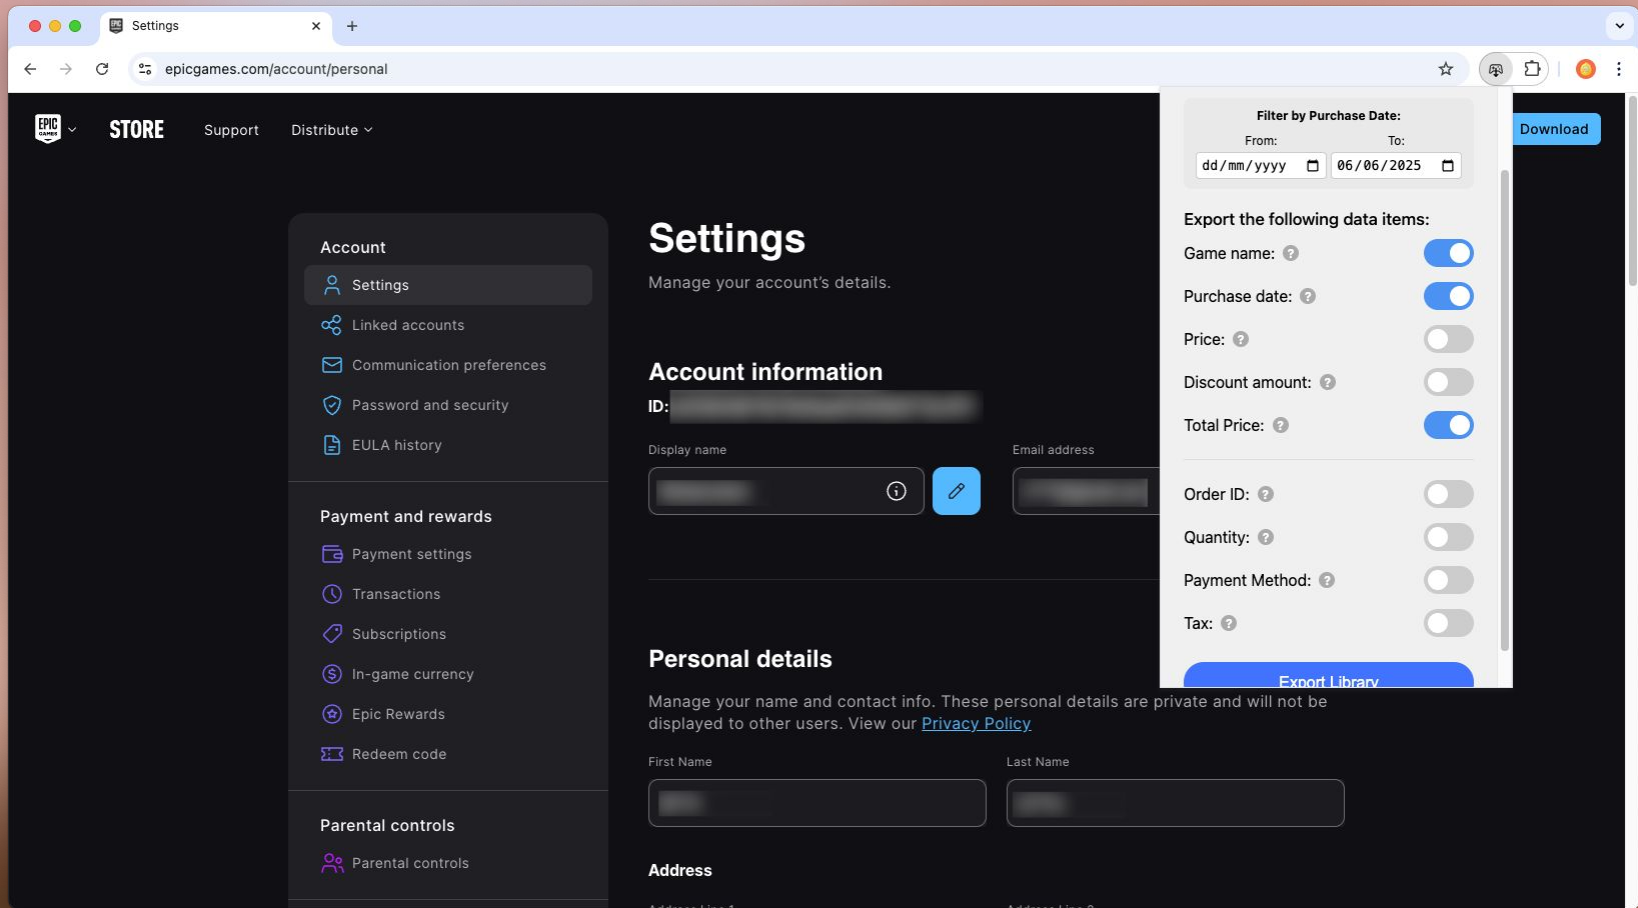 Settings
epicgames.com/account/personal
EPIC GAMES
STORE
Support
Distribute
Download
Account
Settings
Linked accounts
Communication preferences
Password and security
EULA history
Payment and rewards
Payment settings
Transactions
Subscriptions
In-game currency
Epic Rewards
Redeem code
Parental controls
Parental controls
Settings
Manage your account’s details.
Account information
ID:
Display name
Email address
Personal details
Manage your name and contact info. These personal details are private and will not be
displayed to other users. View our Privacy Policy
First Name
Last Name
Address
Filter by Purchase Date:
From: To:
dd/mm/yyyy 06/06/2025
Export the following data items:
Game name: ?
Purchase date: ?
Price: ?
Discount amount: ?
Total Price: ?
Order ID: ?
Quantity: ?
Payment Method: ?
Tax: ?
Export Library